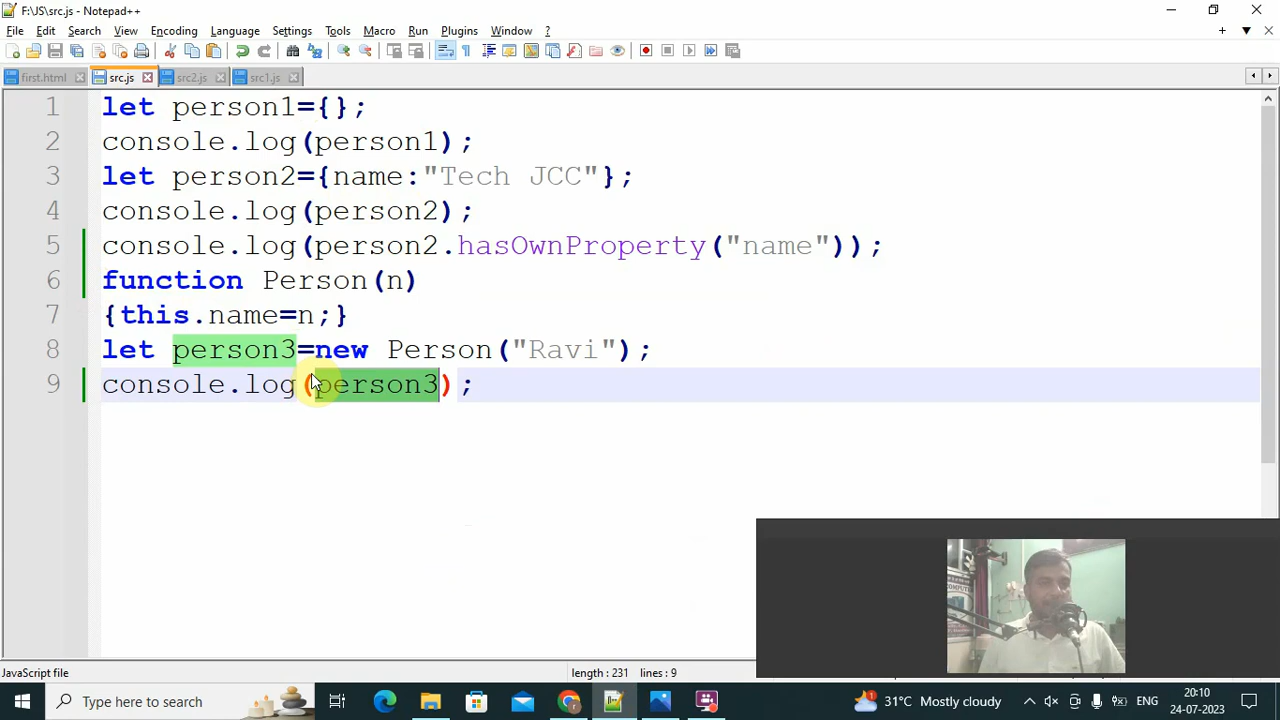 F:\JS\src.js - Notepad++
File Edit Search View Encoding Language Settings Tools Macro Run Plugins Window ?
first.html src.js src2.js src1.js
1 let person1={};
2 console.log(person1);
3 let person2={name:"Tech JCC"};
4 console.log(person2);
5 console.log(person2.hasOwnProperty("name"));
6 function Person(n)
7 {this.name=n;}
8 let person3=new Person("Ravi");
9 console.log(person3);
JavaScript file length : 231 lines : 9
Type here to search 31°C Mostly cloudy ENG 20:10
24-07-2023